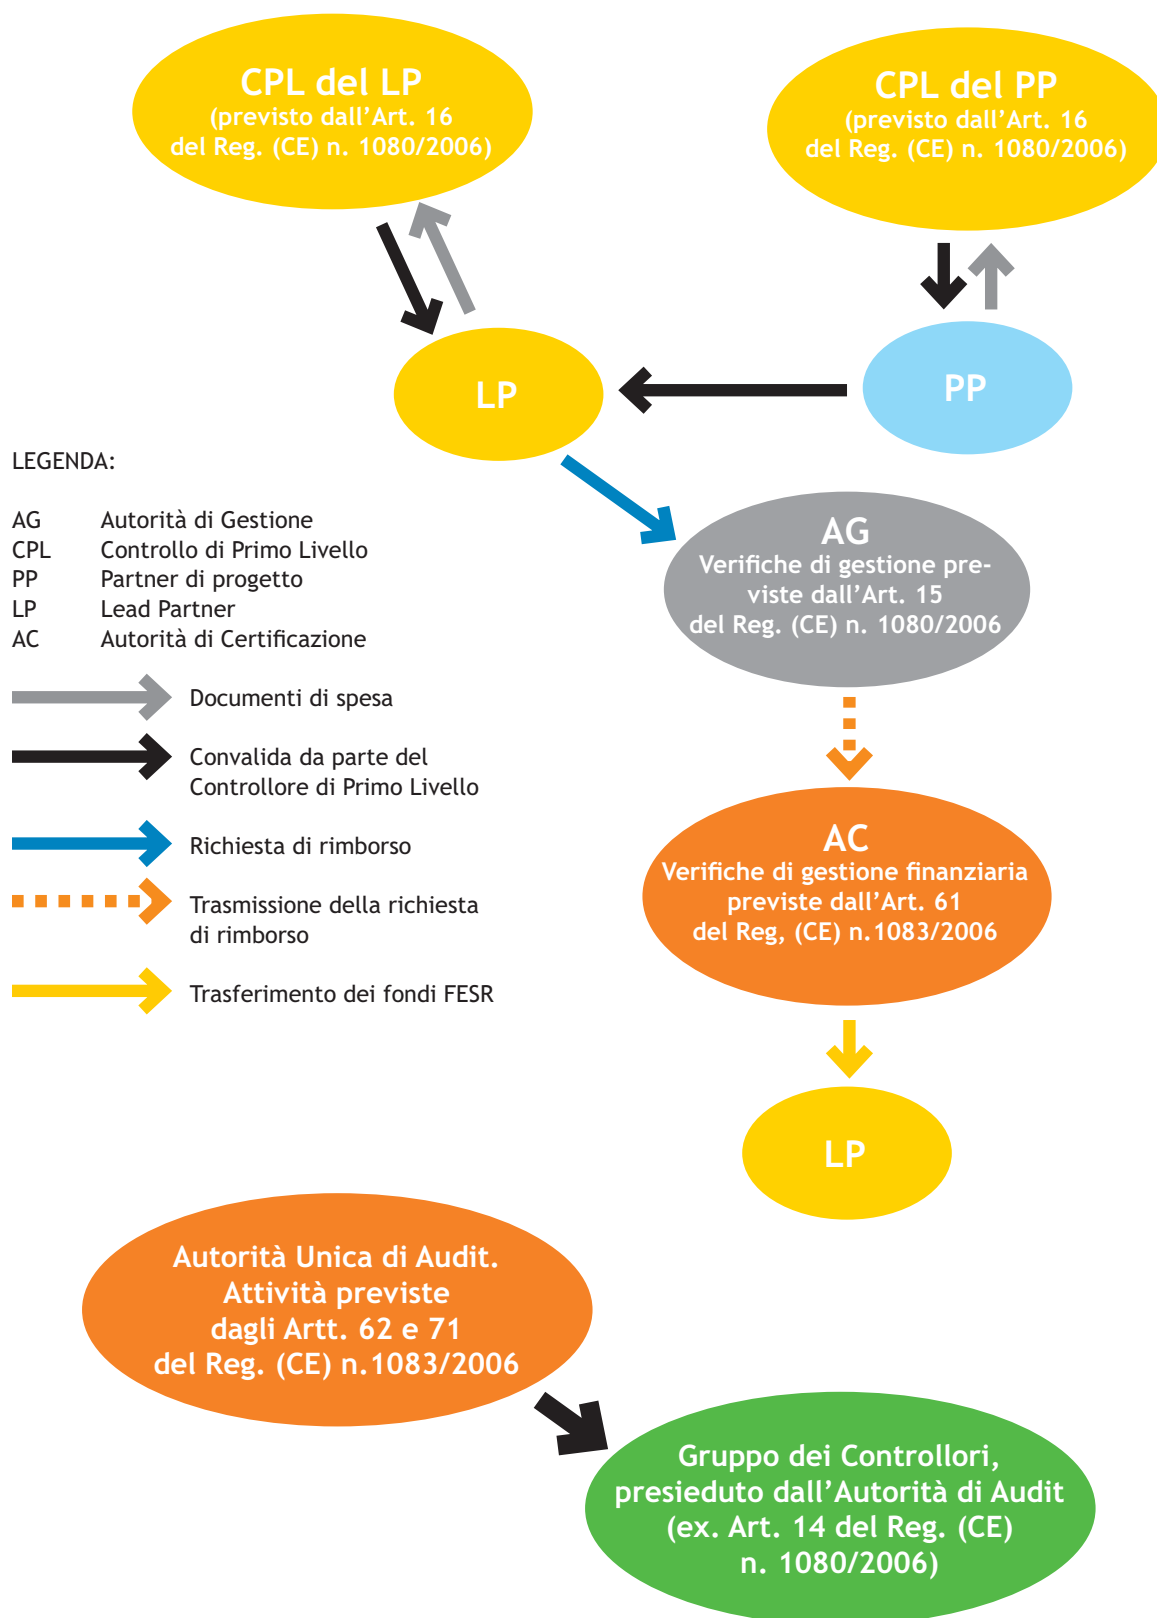 CPL del LP
(previsto dall’Art. 16
del Reg. (CE) n. 1080/2006)
CPL del PP
(previsto dall’Art. 16
del Reg. (CE) n. 1080/2006)
LP
PP
LEGENDA:
AG Autorità di Gestione
CPL Controllo di Primo Livello
PP Partner di progetto
LP Lead Partner
AC Autorità di Certificazione
Documenti di spesa
Convalida da parte del
Controllore di Primo Livello
Richiesta di rimborso
Trasmissione della richiesta
di rimborso
Trasferimento dei fondi FESR
AG
Verifiche di gestione pre-
viste dall’Art. 15
del Reg. (CE) n. 1080/2006
AC
Verifiche di gestione finanziaria
previste dall’Art. 61
del Reg, (CE) n.1083/2006
LP
Autorità Unica di Audit.
Attività previste
dagli Artt. 62 e 71
del Reg. (CE) n.1083/2006
Gruppo dei Controllori,
presieduto dall’Autorità di Audit
(ex. Art. 14 del Reg. (CE)
n. 1080/2006)